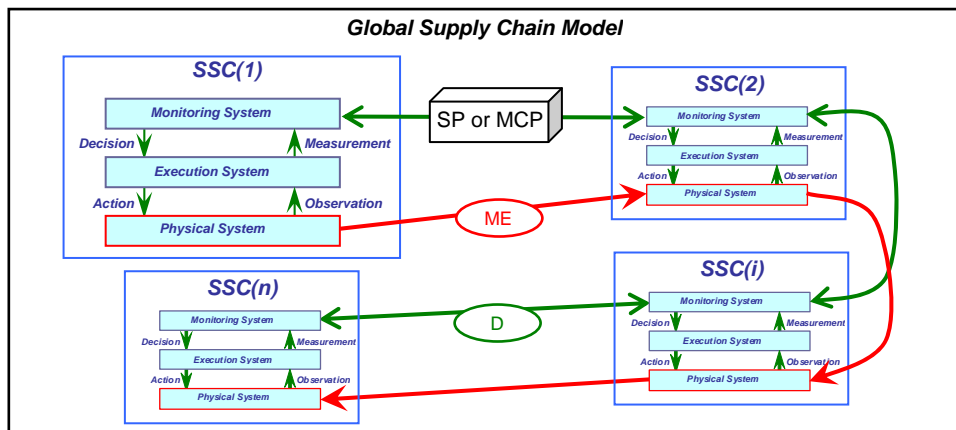 Global Supply Chain Model
SSC(1)
Monitoring System
Decision
Measurement
Execution System
Action
Observation
Physical System
SP or MCP
ME
SSC(2)
Monitoring System
Decision
Measurement
Execution System
Action
Observation
Physical System
SSC(n)
Monitoring System
Decision
Measurement
Execution System
Action
Observation
Physical System
D
SSC(i)
Monitoring System
Decision
Measurement
Execution System
Action
Observation
Physical System